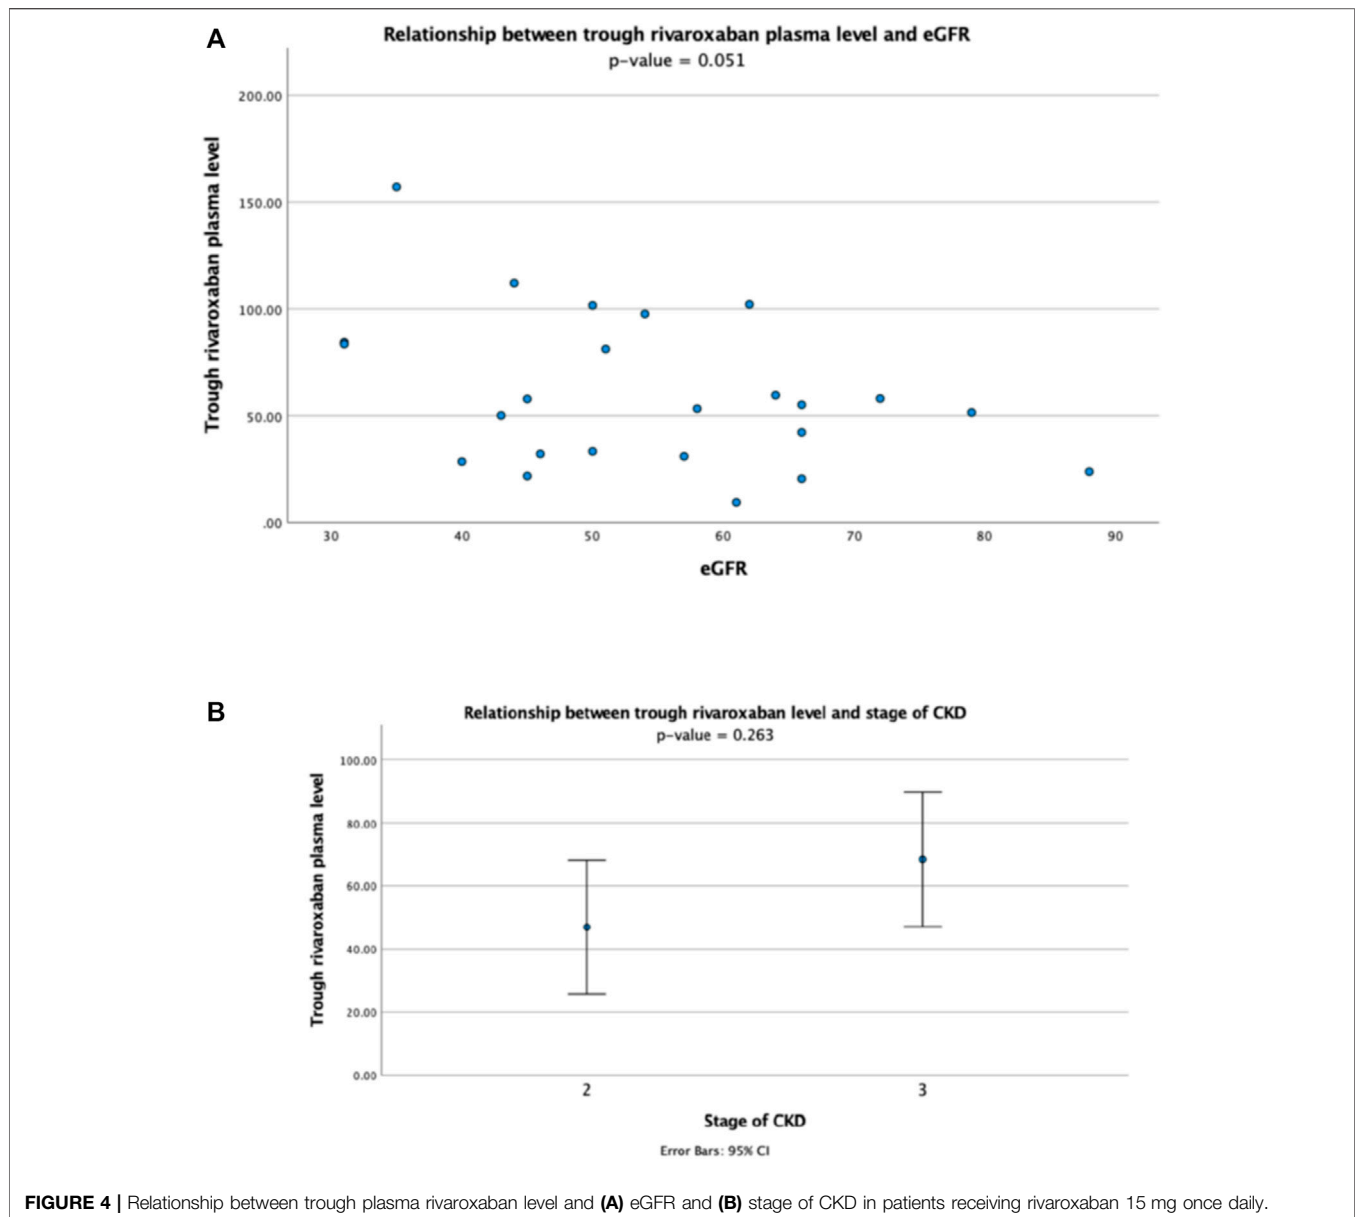 A
Relationship between trough rivaroxaban plasma level and eGFR
p-value = 0.051
Trough rivaroxaban plasma level
200.00
150.00
100.00
50.00
.00
30 40 50 60 70 80 90
eGFR
B
Relationship between trough rivaroxaban level and stage of CKD
p-value = 0.263
Trough rivaroxaban plasma level
100.00
80.00
60.00
40.00
20.00
0.00
2 3
Stage of CKD
Error Bars: 95% CI
FIGURE 4 | Relationship between trough plasma rivaroxaban level and (A) eGFR and (B) stage of CKD in patients receiving rivaroxaban 15 mg once daily.